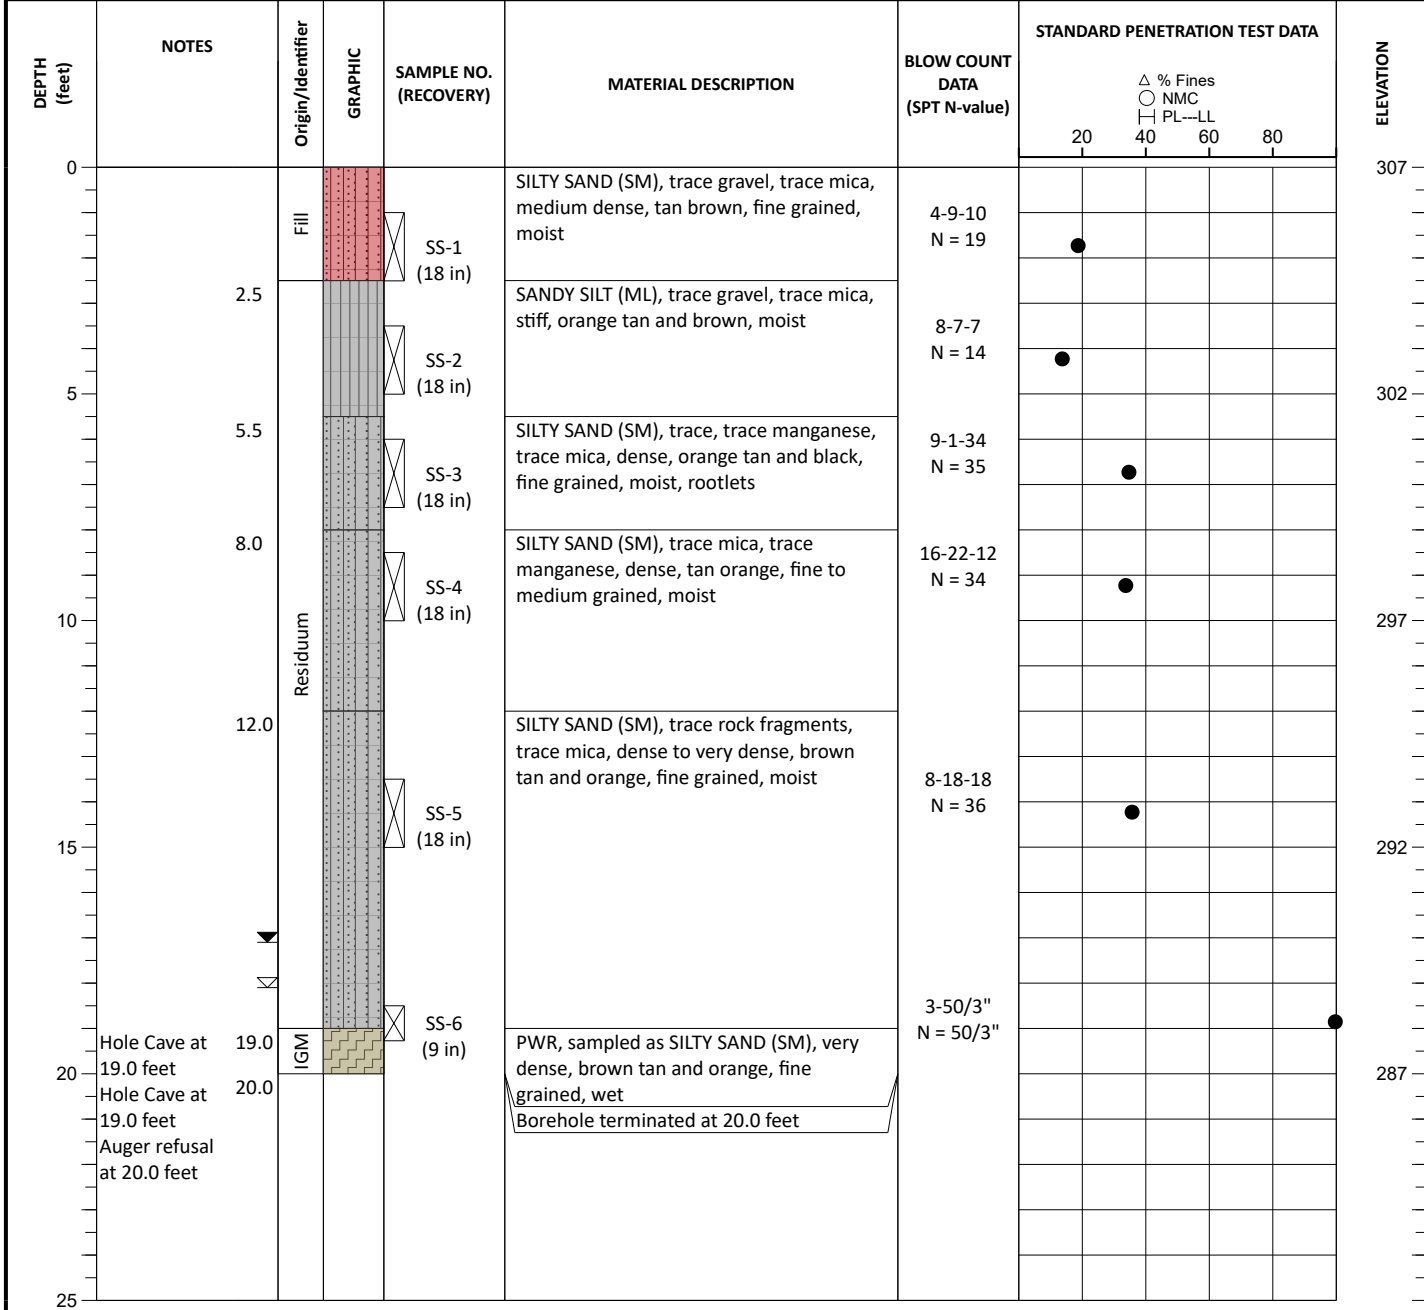 DEPTH
(feet)
NOTES
Origin/Identifier
GRAPHIC
SAMPLE NO.
(RECOVERY)
MATERIAL DESCRIPTION
BLOW COUNT
DATA
(SPT N-value)
STANDARD PENETRATION TEST DATA
△ % Fines
○ NMC
PL---LL
20 40 60 80
ELEVATION
0
307
Fill
SS-1
(18 in)
SILTY SAND (SM), trace gravel, trace mica,
medium dense, tan brown, fine grained,
moist
4-9-10
N = 19
2.5
Residuum
SS-2
(18 in)
SANDY SILT (ML), trace gravel, trace mica,
stiff, orange tan and brown, moist
8-7-7
N = 14
5
302
5.5
SS-3
(18 in)
SILTY SAND (SM), trace, trace manganese,
trace mica, dense, orange tan and black,
fine grained, moist, rootlets
9-1-34
N = 35
8.0
SS-4
(18 in)
SILTY SAND (SM), trace mica, trace
manganese, dense, tan orange, fine to
medium grained, moist
16-22-12
N = 34
10
297
12.0
SS-5
(18 in)
SILTY SAND (SM), trace rock fragments,
trace mica, dense to very dense, brown
tan and orange, fine grained, moist
8-18-18
N = 36
15
292
SS-6
(9 in)
3-50/3"
N = 50/3"
Hole Cave at
19.0 feet
19.0
IGM
PWR, sampled as SILTY SAND (SM), very
dense, brown tan and orange, fine
grained, wet
20
287
Hole Cave at
19.0 feet
20.0
Auger refusal
at 20.0 feet
Borehole terminated at 20.0 feet
25